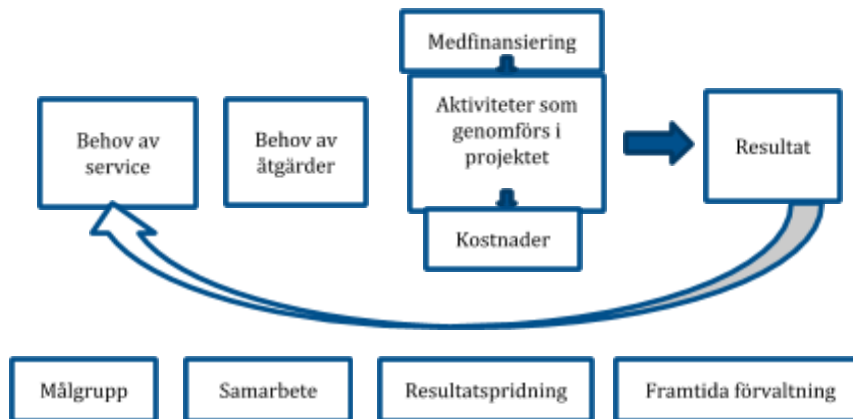 Medfinansiering
Behov av
service
Behov av
åtgärder
Aktiviteter som
genomförs i
projektet
Resultat
Kostnader
Målgrupp
Samarbete
Resultatspridning
Framtida förvaltning